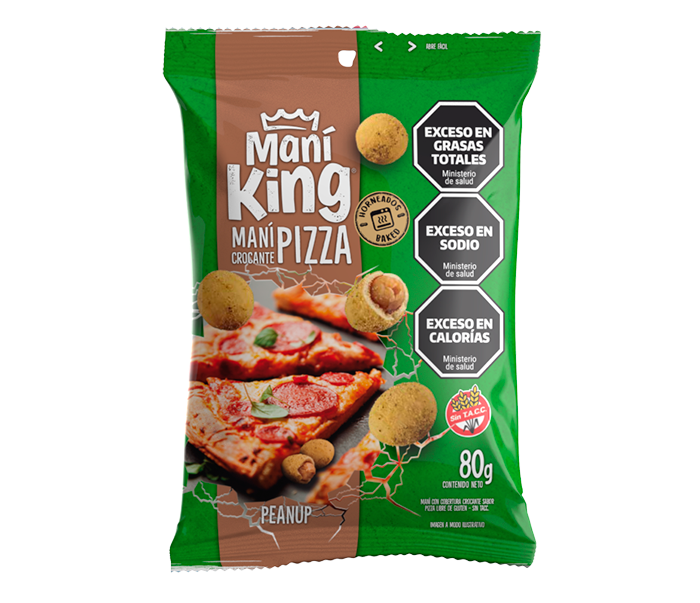 ABRE FÁCIL
Maní
King
MANÍ
CROCANTE
PIZZA
HORNEADOS
BAKED
EXCESO EN
GRASAS
TOTALES
Ministerio
de salud
EXCESO EN
SODIO
Ministerio
de salud
EXCESO EN
CALORÍAS
Ministerio
de salud
Sin T.A.C.C.
80g
CONTENIDO NETO
MANÍ CON COBERTURA CROCANTE SABOR
PIZZA LIBRE DE GLUTEN - SIN TACC.
IMAGEN A MODO ILUSTRATIVO
PEANUP